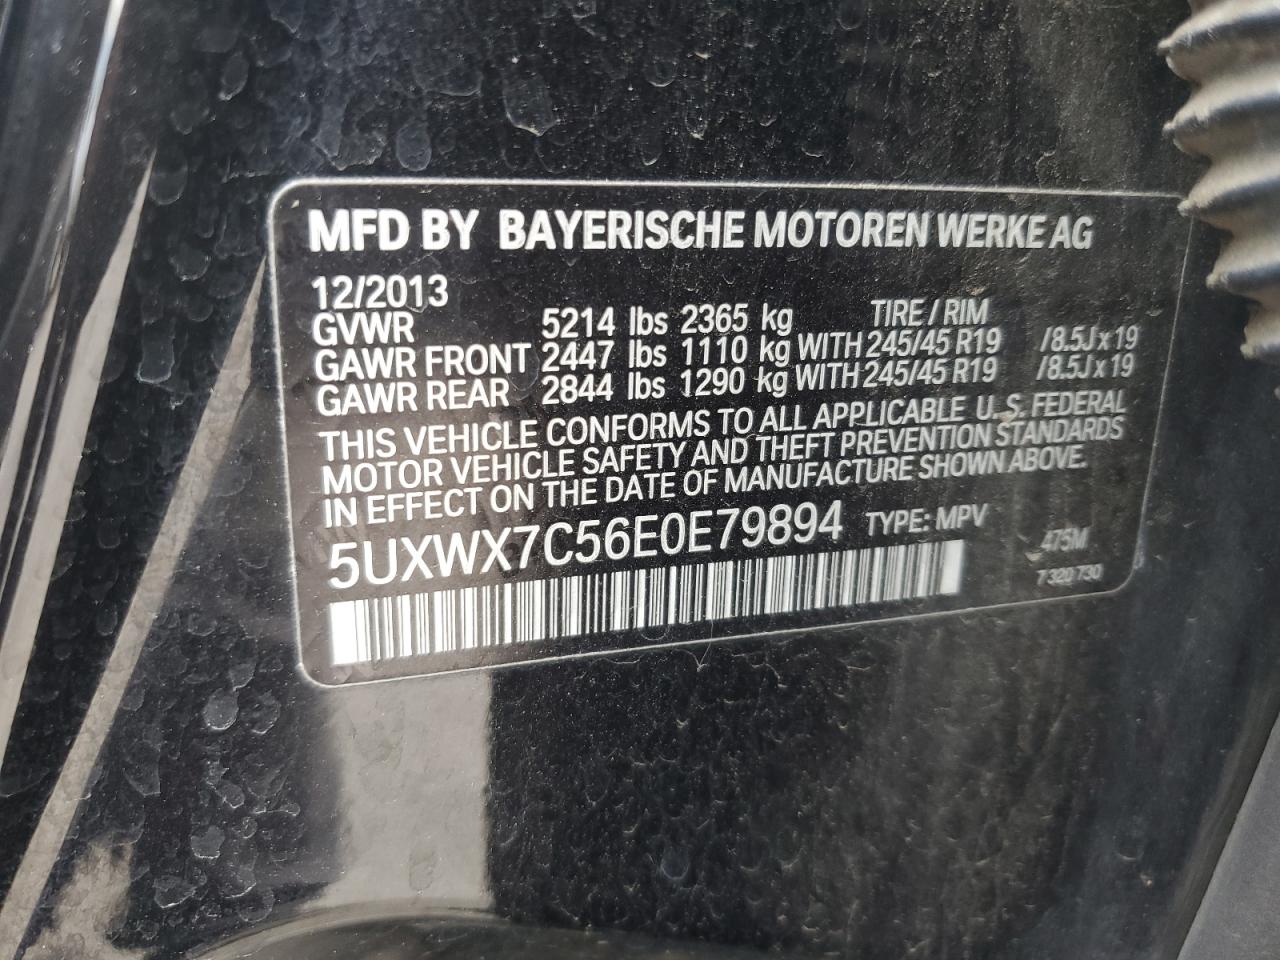 MFD BY BAYERISCHE MOTOREN WERKE AG
12/2013
GVWR 5214 lbs 2365 kg TIRE / RIM
GAWR FRONT 2447 lbs 1110 kg WITH 245/45 R19 /8.5J x 19
GAWR REAR 2844 lbs 1290 kg WITH 245/45 R19 /8.5J x 19
THIS VEHICLE CONFORMS TO ALL APPLICABLE U. S. FEDERAL
MOTOR VEHICLE SAFETY AND THEFT PREVENTION STANDARDS
IN EFFECT ON THE DATE OF MANUFACTURE SHOWN ABOVE.
5UXWX7C56E0E79894 TYPE: MPV
475M
7 320 730